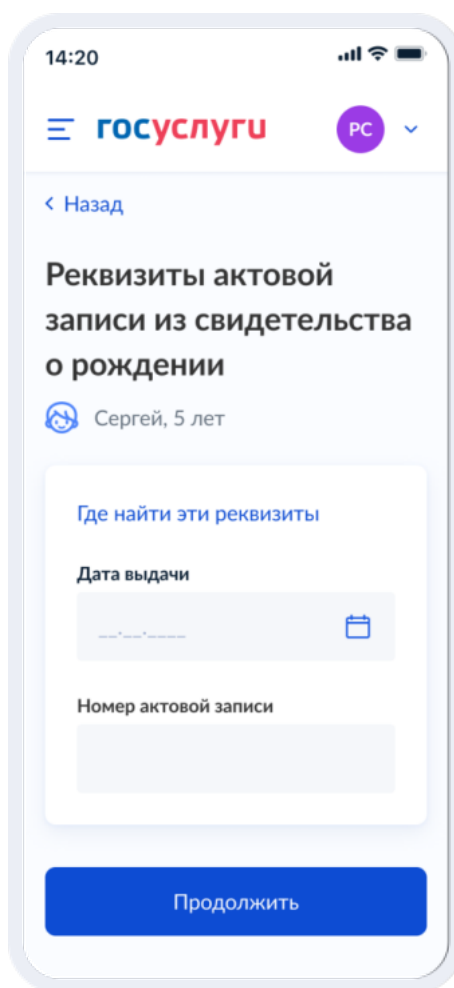 14:20
госуслуги
РС
Назад
Реквизиты актовой
записи из свидетельства
о рождении
Сергей, 5 лет
Где найти эти реквизиты
Дата выдачи
__.__.____
Номер актовой записи
Продолжить